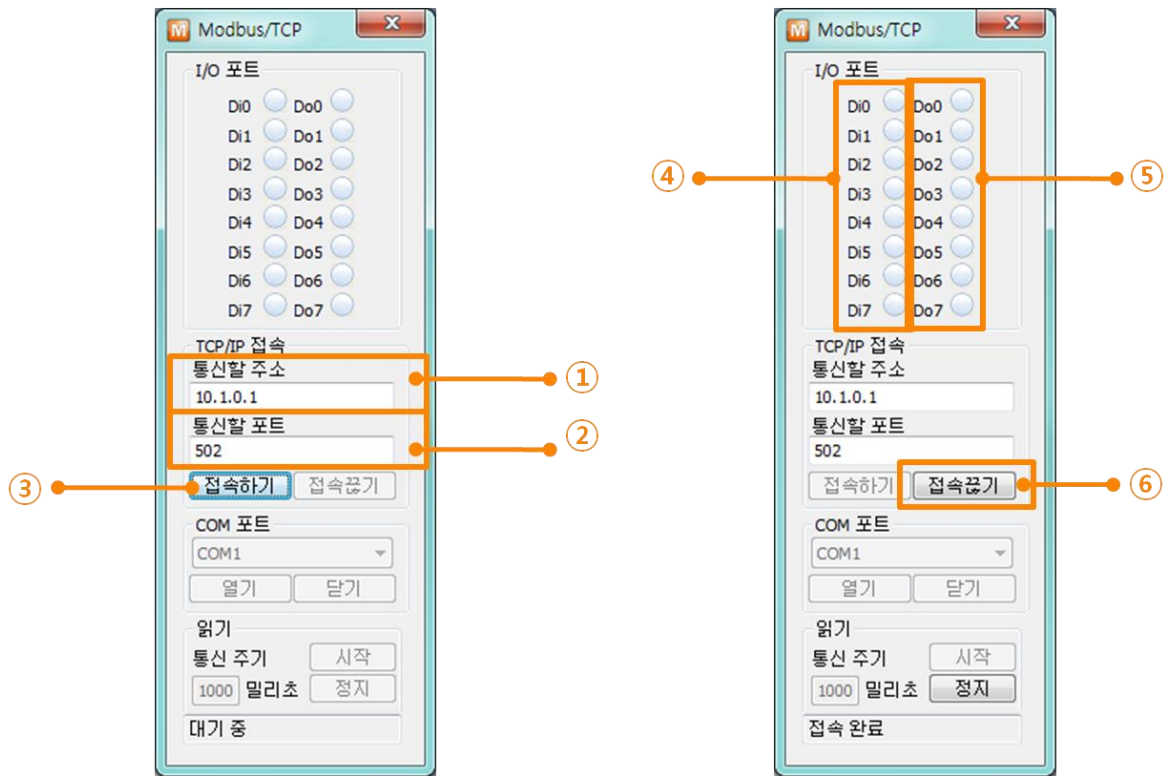 Modbus/TCP
I/O 포트
Di0 Do0
Di1 Do1
Di2 Do2
Di3 Do3
Di4 Do4
Di5 Do5
Di6 Do6
Di7 Do7
TCP/IP 접속
통신할 주소
10.1.0.1
①
통신할 포트
502
②
③
접속하기 접속끊기
COM 포트
COM1
열기 닫기
읽기
통신 주기 시작
1000 밀리초 정지
대기 중
Modbus/TCP
I/O 포트
Di0 Do0
Di1 Do1
Di2 Do2
④
⑤
Di3 Do3
Di4 Do4
Di5 Do5
Di6 Do6
Di7 Do7
TCP/IP 접속
통신할 주소
10.1.0.1
통신할 포트
502
접속하기 접속끊기
⑥
COM 포트
COM1
열기 닫기
읽기
통신 주기 시작
1000 밀리초 정지
접속 완료